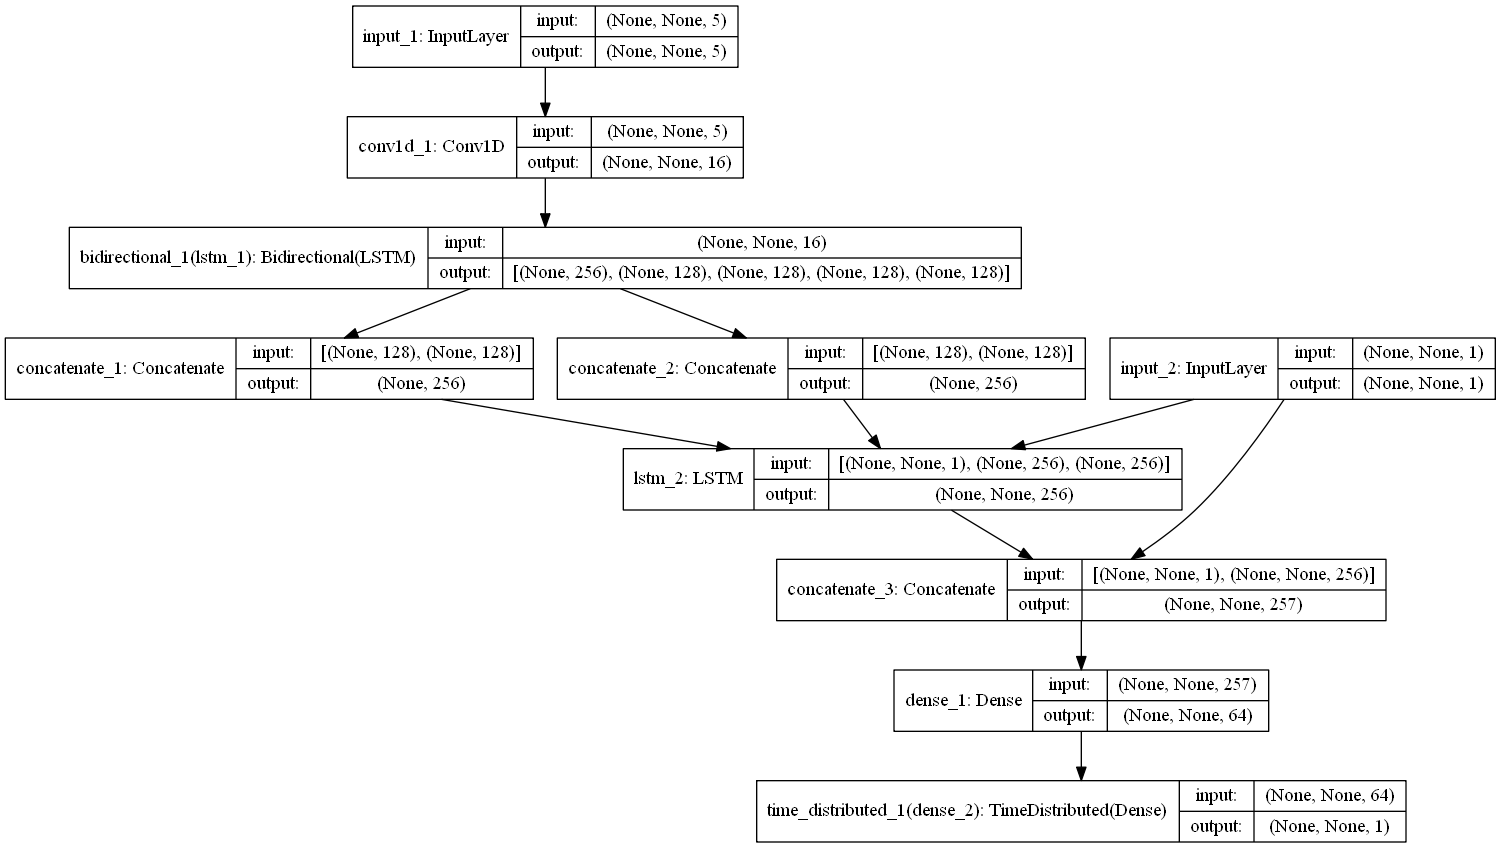 input_1: InputLayer
input: (None, None, 5)
output: (None, None, 5)
conv1d_1: Conv1D
input: (None, None, 5)
output: (None, None, 16)
bidirectional_1(lstm_1): Bidirectional(LSTM)
input: (None, None, 16)
output: [(None, 256), (None, 128), (None, 128), (None, 128), (None, 128)]
concatenate_1: Concatenate
input: [(None, 128), (None, 128)]
output: (None, 256)
concatenate_2: Concatenate
input: [(None, 128), (None, 128)]
output: (None, 256)
input_2: InputLayer
input: (None, None, 1)
output: (None, None, 1)
lstm_2: LSTM
input: [(None, None, 1), (None, 256), (None, 256)]
output: (None, None, 256)
concatenate_3: Concatenate
input: [(None, None, 1), (None, None, 256)]
output: (None, None, 257)
dense_1: Dense
input: (None, None, 257)
output: (None, None, 64)
time_distributed_1(dense_2): TimeDistributed(Dense)
input: (None, None, 64)
output: (None, None, 1)